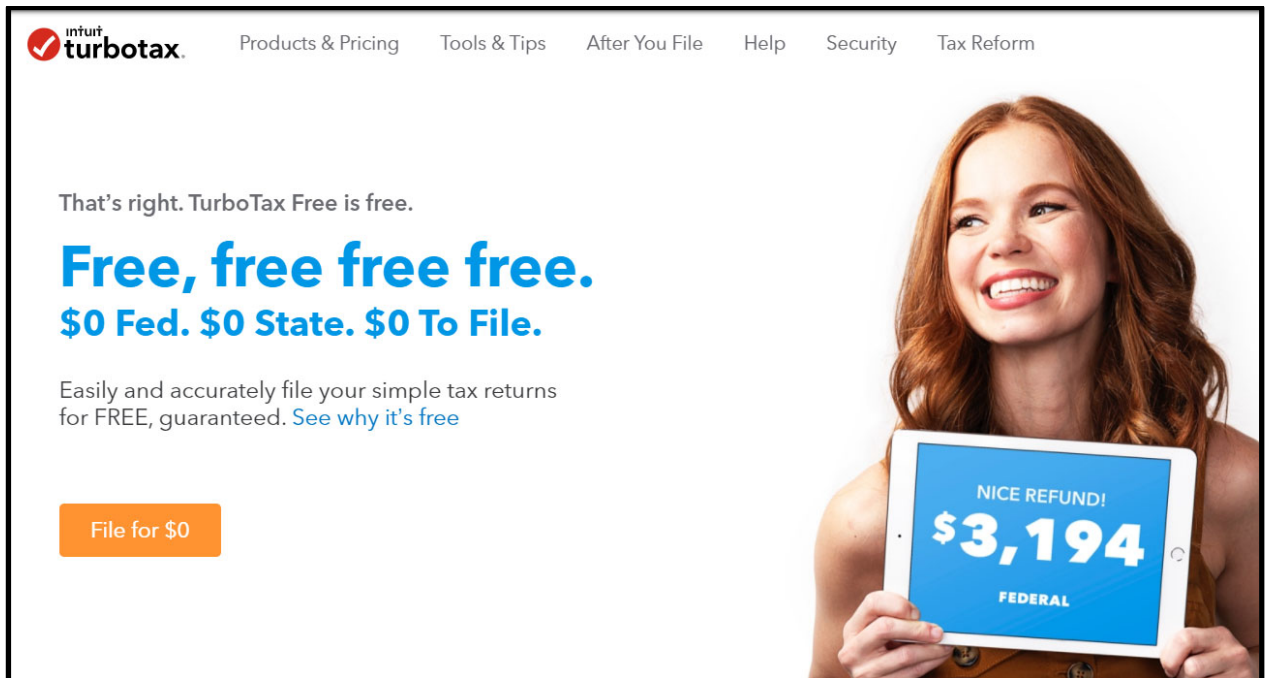 intuit
turbotax.
Products & Pricing Tools & Tips After You File Help Security Tax Reform
That's right. TurboTax Free is free.
Free, free free free.
$0 Fed. $0 State. $0 To File.
Easily and accurately file your simple tax returns
for FREE, guaranteed. See why it's free
File for $0
NICE REFUND!
$3,194
FEDERAL